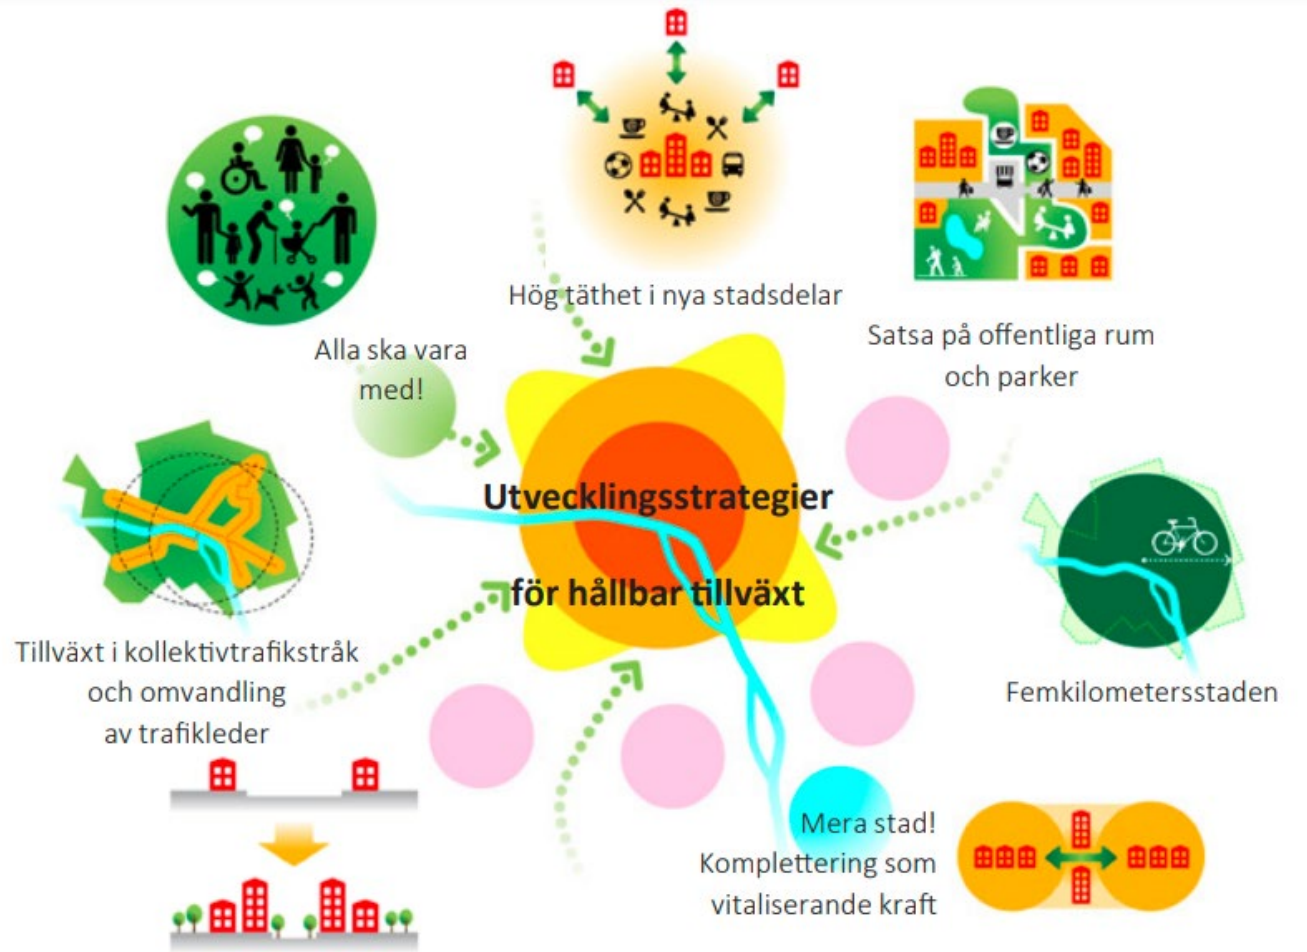 Hög täthet i nya stadsdelar
Alla ska vara
med!
Satsa på offentliga rum
och parker
Utvecklingsstrategier
för hållbar tillväxt
Tillväxt i kollektivtrafikstråk
och omvandling
av trafikleder
Femkilometersstaden
Mera stad!
Komplettering som
vitaliserande kraft